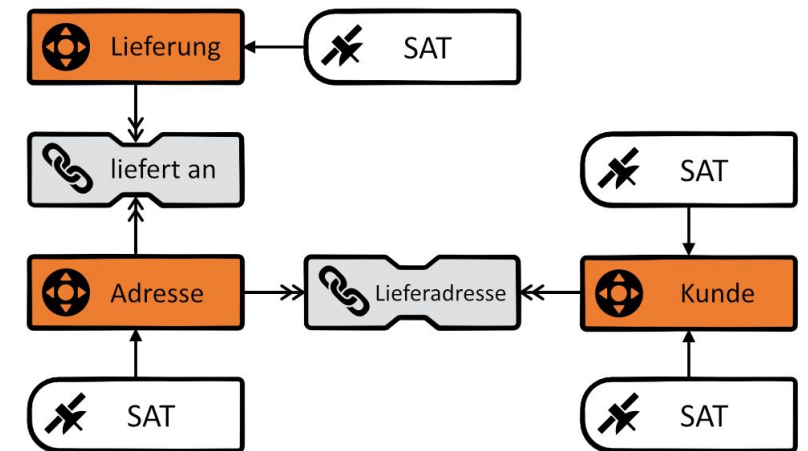 Lieferung
SAT
liefert an
SAT
Adresse
Lieferadresse
Kunde
SAT
SAT